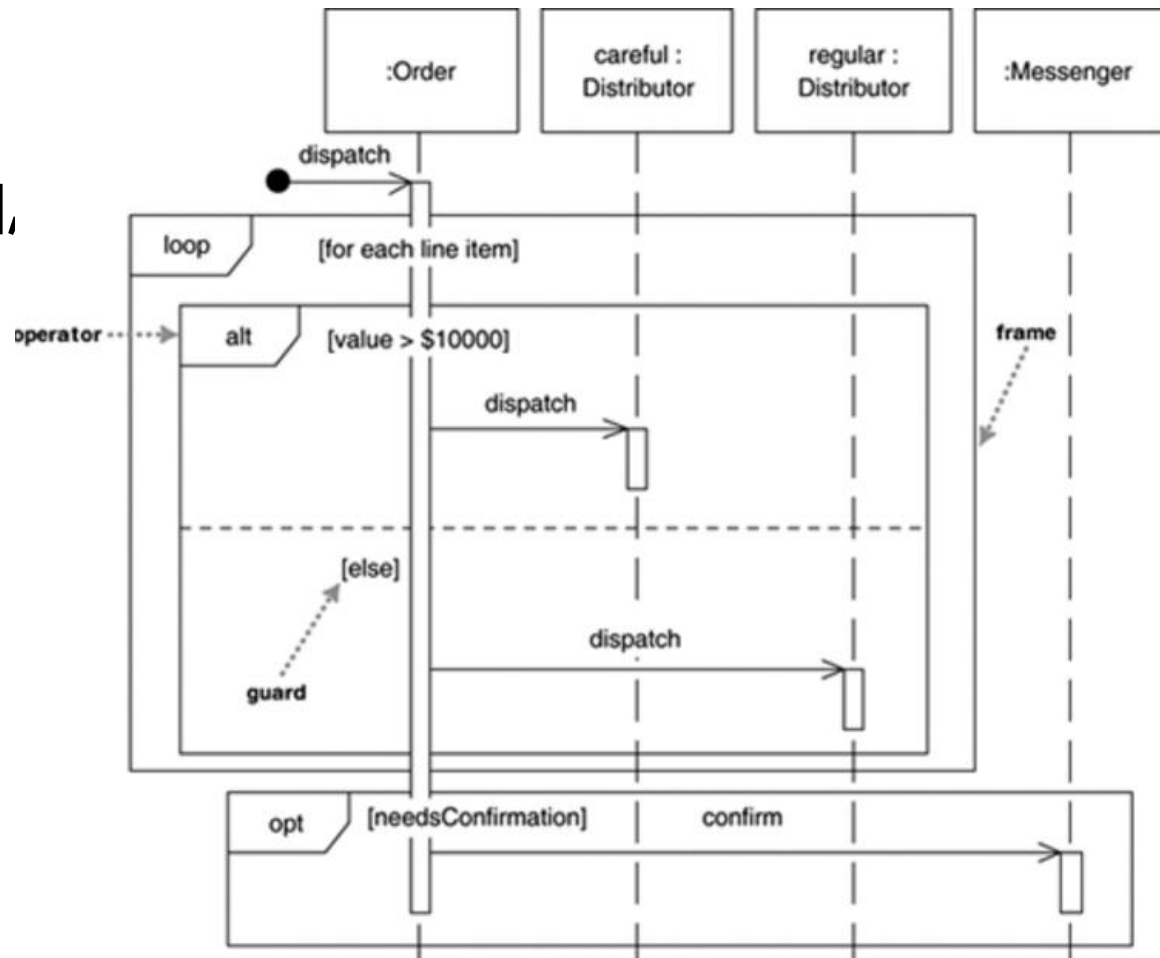 :Order
careful :
Distributor
regular :
Distributor
:Messenger
dispatch
loop
[for each line item]
operator
alt
[value > $10000]
frame
dispatch
[else]
dispatch
guard
opt
[needsConfirmation]
confirm